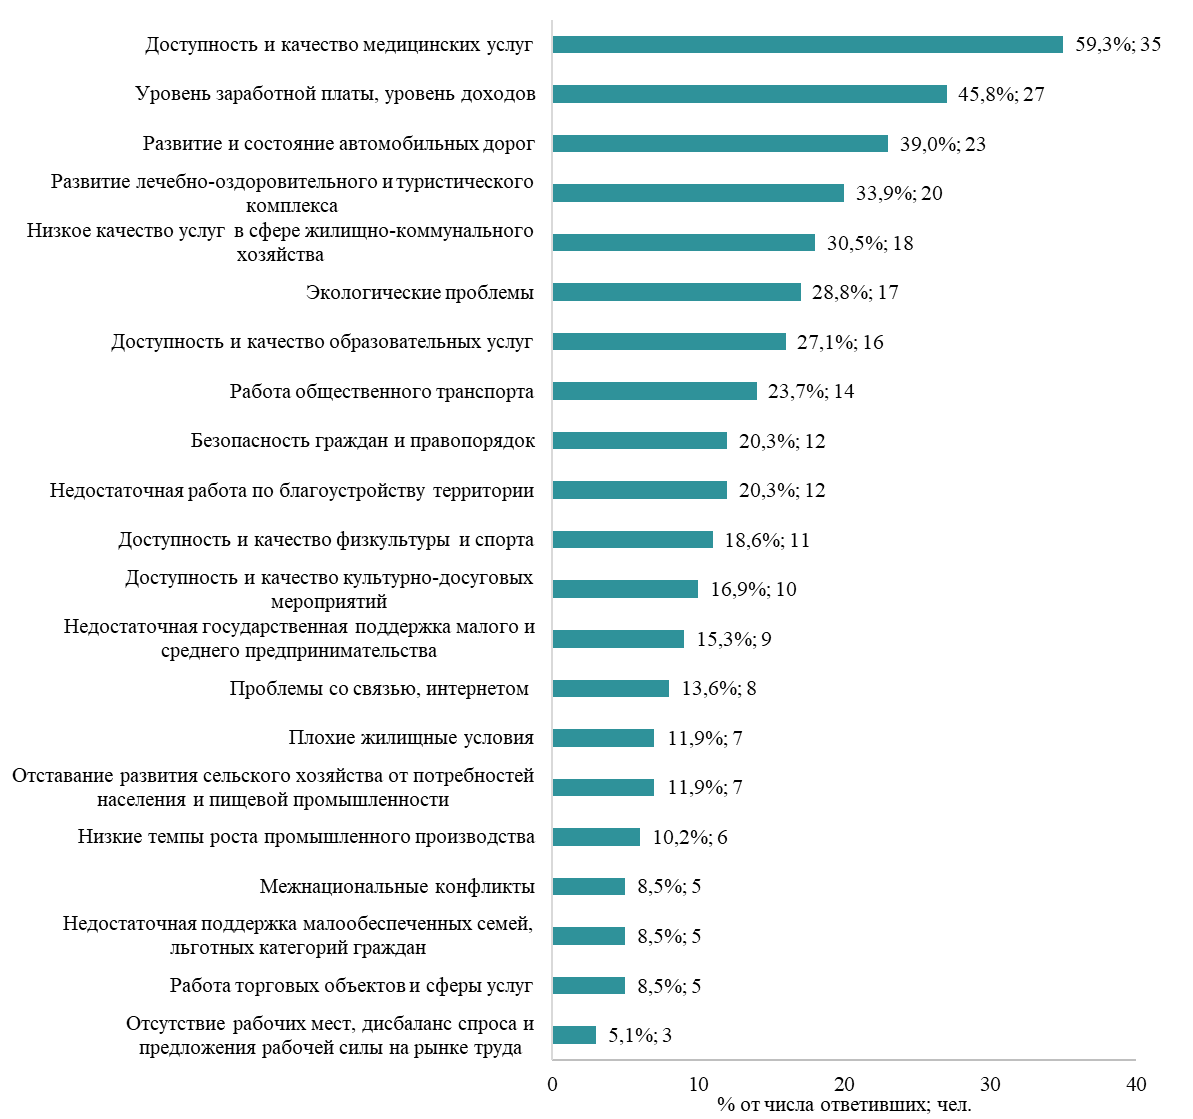 Доступность и качество медицинских услуг
59,3%; 35
Уровень заработной платы, уровень доходов
45,8%; 27
Развитие и состояние автомобильных дорог
39,0%; 23
Развитие лечебно-оздоровительного и туристического
комплекса
33,9%; 20
Низкое качество услуг в сфере жилищно-коммунального
хозяйства
30,5%; 18
Экологические проблемы
28,8%; 17
Доступность и качество образовательных услуг
27,1%; 16
Работа общественного транспорта
23,7%; 14
Безопасность граждан и правопорядок
20,3%; 12
Недостаточная работа по благоустройству территории
20,3%; 12
Доступность и качество физкультуры и спорта
18,6%; 11
Доступность и качество культурно-досуговых
мероприятий
16,9%; 10
Недостаточная государственная поддержка малого и
среднего предпринимательства
15,3%; 9
Проблемы со связью, интернетом
13,6%; 8
Плохие жилищные условия
11,9%; 7
Отставание развития сельского хозяйства от потребностей
населения и пищевой промышленности
11,9%; 7
Низкие темпы роста промышленного производства
10,2%; 6
Межнациональные конфликты
8,5%; 5
Недостаточная поддержка малообеспеченных семей,
льготных категорий граждан
8,5%; 5
Работа торговых объектов и сферы услуг
8,5%; 5
Отсутствие рабочих мест, дисбаланс спроса и
предложения рабочей силы на рынке труда
5,1%; 3
0 10 20 30 40
% от числа ответивших; чел.